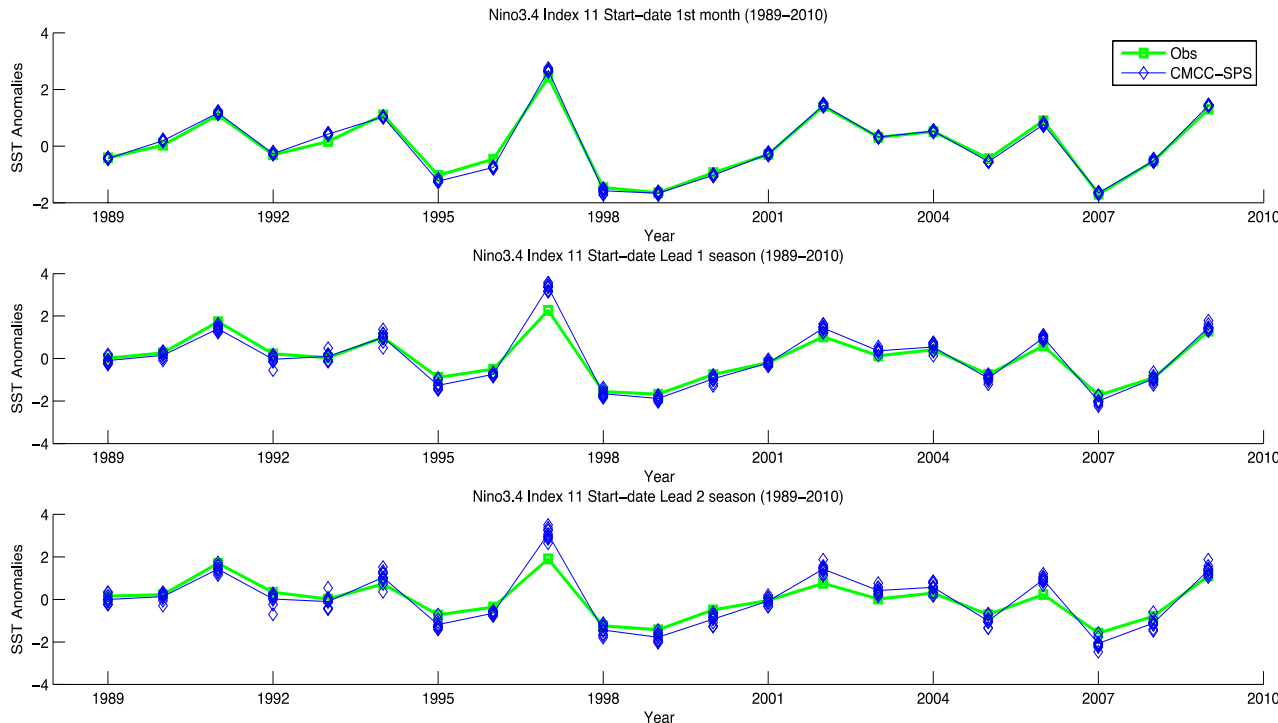 Nino3.4 Index 11 Start−date 1st month (1989−2010)
4
2
0
−2
SST Anomalies
Obs
CMCC−SPS
1989 1992 1995 1998 2001 2004 2007 2010
Year
Nino3.4 Index 11 Start−date Lead 1 season (1989−2010)
4
2
0
−2
−4
SST Anomalies
1989 1992 1995 1998 2001 2004 2007 2010
Year
Nino3.4 Index 11 Start−date Lead 2 season (1989−2010)
4
2
0
−2
−4
SST Anomalies
1989 1992 1995 1998 2001 2004 2007 2010
Year